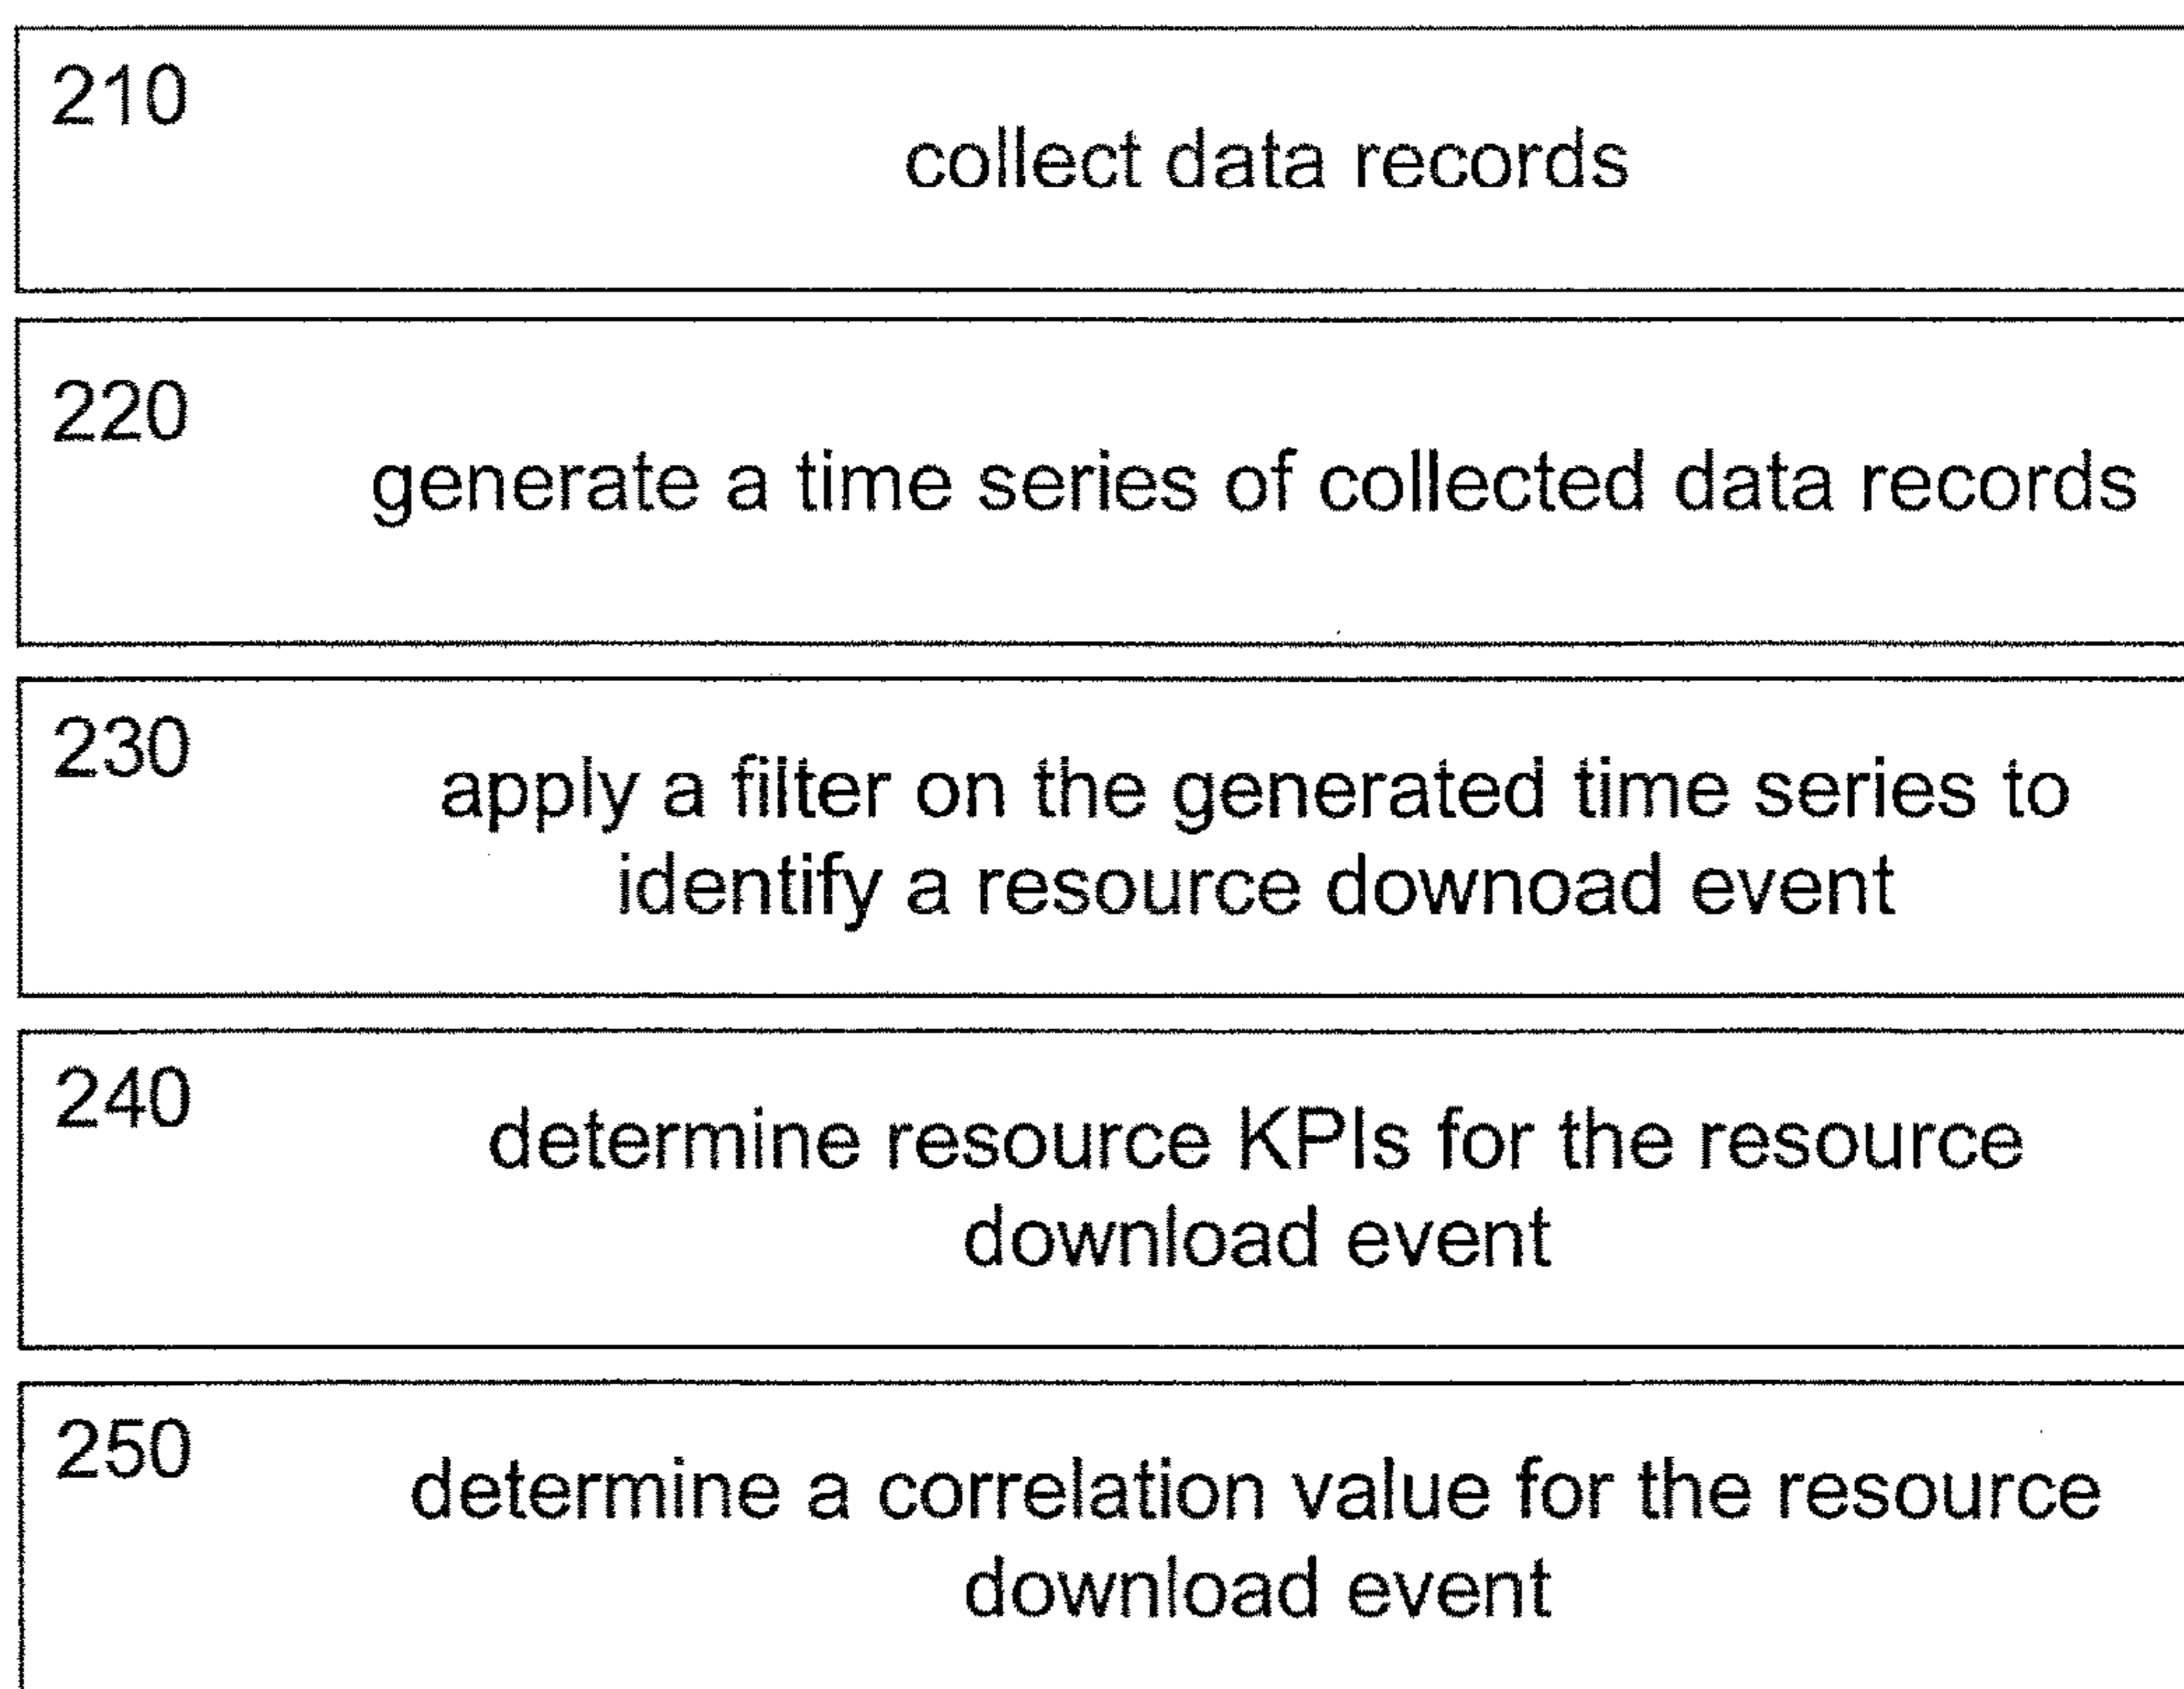 210
collect data records
220
generate a time series of collected data records
230
apply a filter on the generated time series to
identify a resource downoad event
240
determine resource KPIs for the resource
download event
250
determine a correlation value for the resource
download event